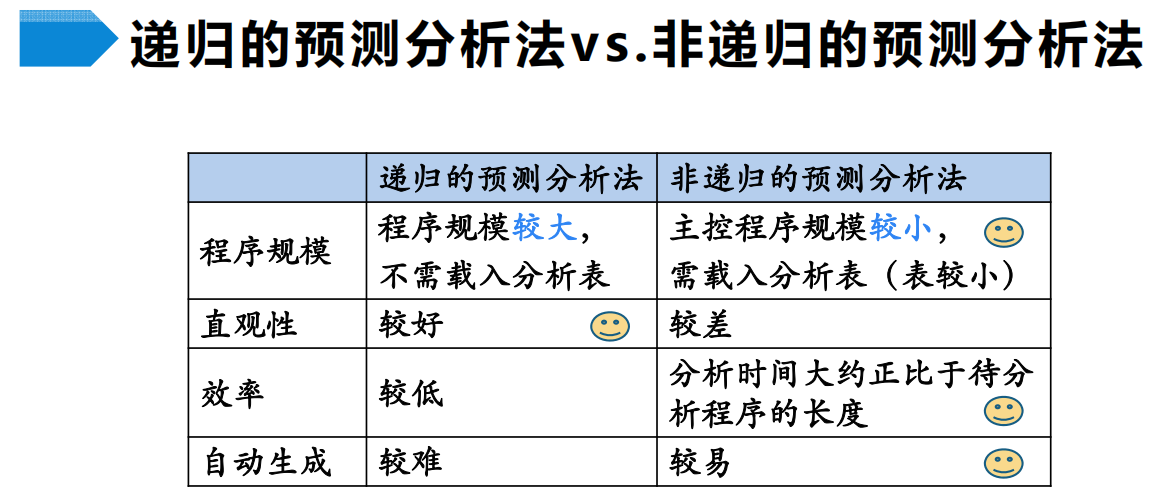 递归的预测分析法vs.非递归的预测分析法
递归的预测分析法
非递归的预测分析法
程序规模
程序规模较大，
不需载入分析表
主控程序规模较小，
需载入分析表（表较小）
直观性
较好
较差
效率
较低
分析时间大约正比于待分
析程序的长度
自动生成
较难
较易